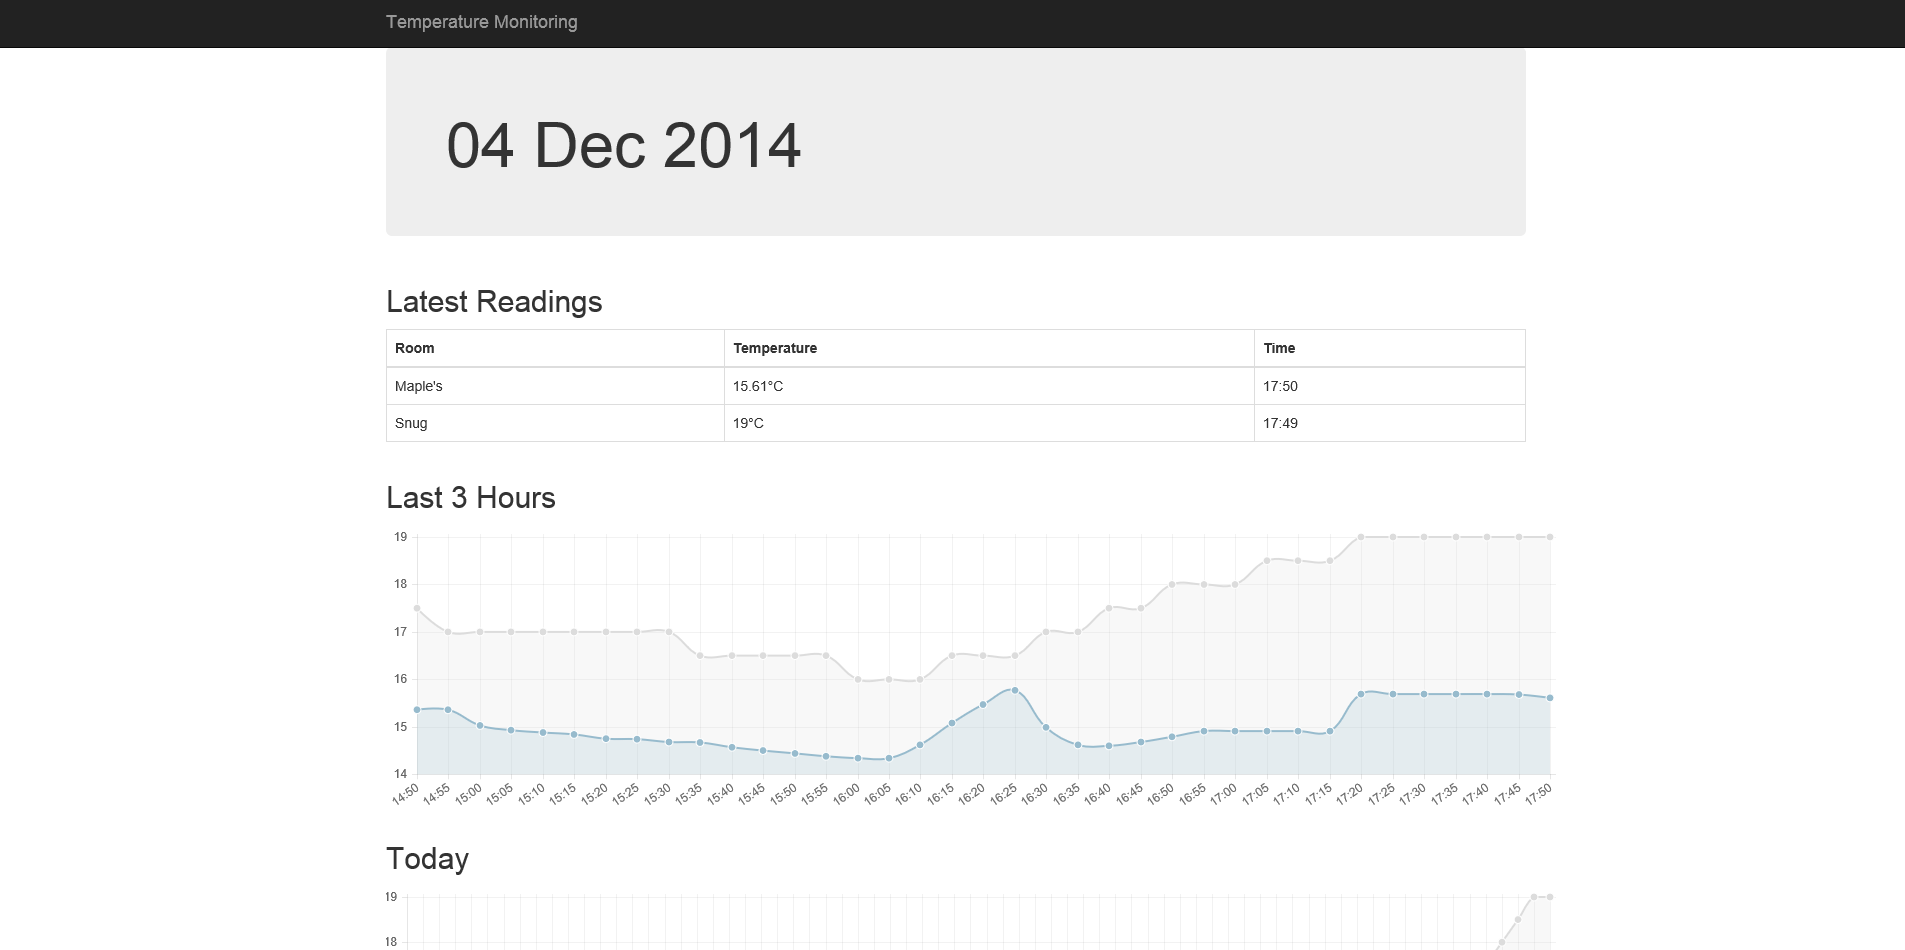 Temperature Monitoring
04 Dec 2014
Latest Readings
Room Temperature Time
Maple's 15.61°C 17:50
Snug 19°C 17:49
Last 3 Hours
19
18
17
16
15
14
14:50 14:55 15:00 15:05 15:10 15:15 15:20 15:25 15:30 15:35 15:40 15:45 15:50 15:55 16:00 16:05 16:10 16:15 16:20 16:25 16:30 16:35 16:40 16:45 16:50 16:55 17:00 17:05 17:10 17:15 17:20 17:25 17:30 17:35 17:40 17:45 17:50
Today
19
18